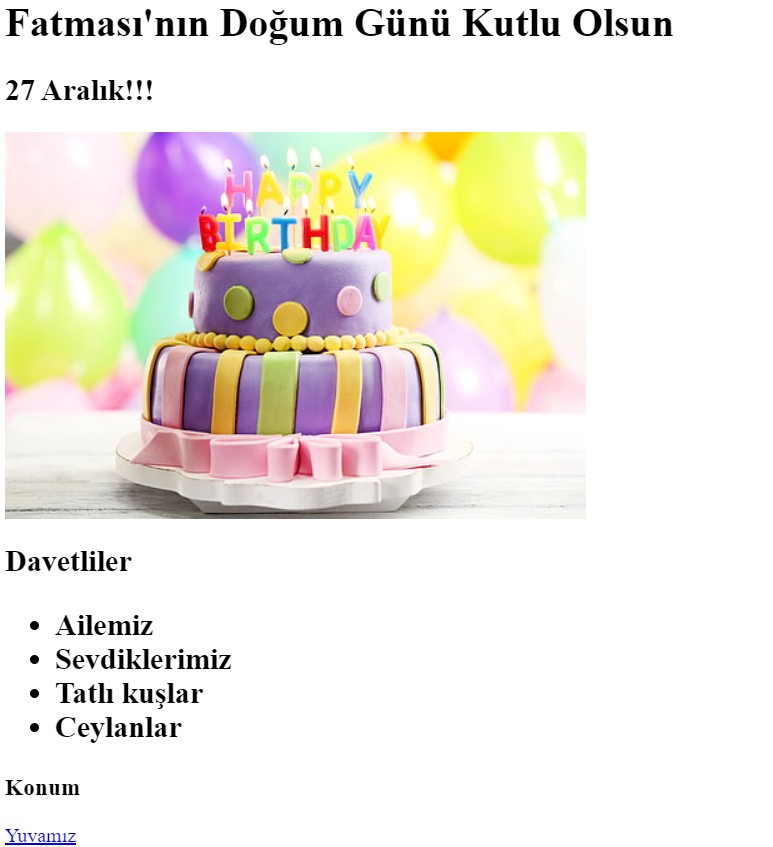 Fatması'nın Doğum Günü Kutlu Olsun
27 Aralık!!!
HAPPY
BIRTHDAY
Davetliler
Ailemiz
Sevdiklerimiz
Tatlı kuşlar
Ceylanlar
Konum
Yuvamız